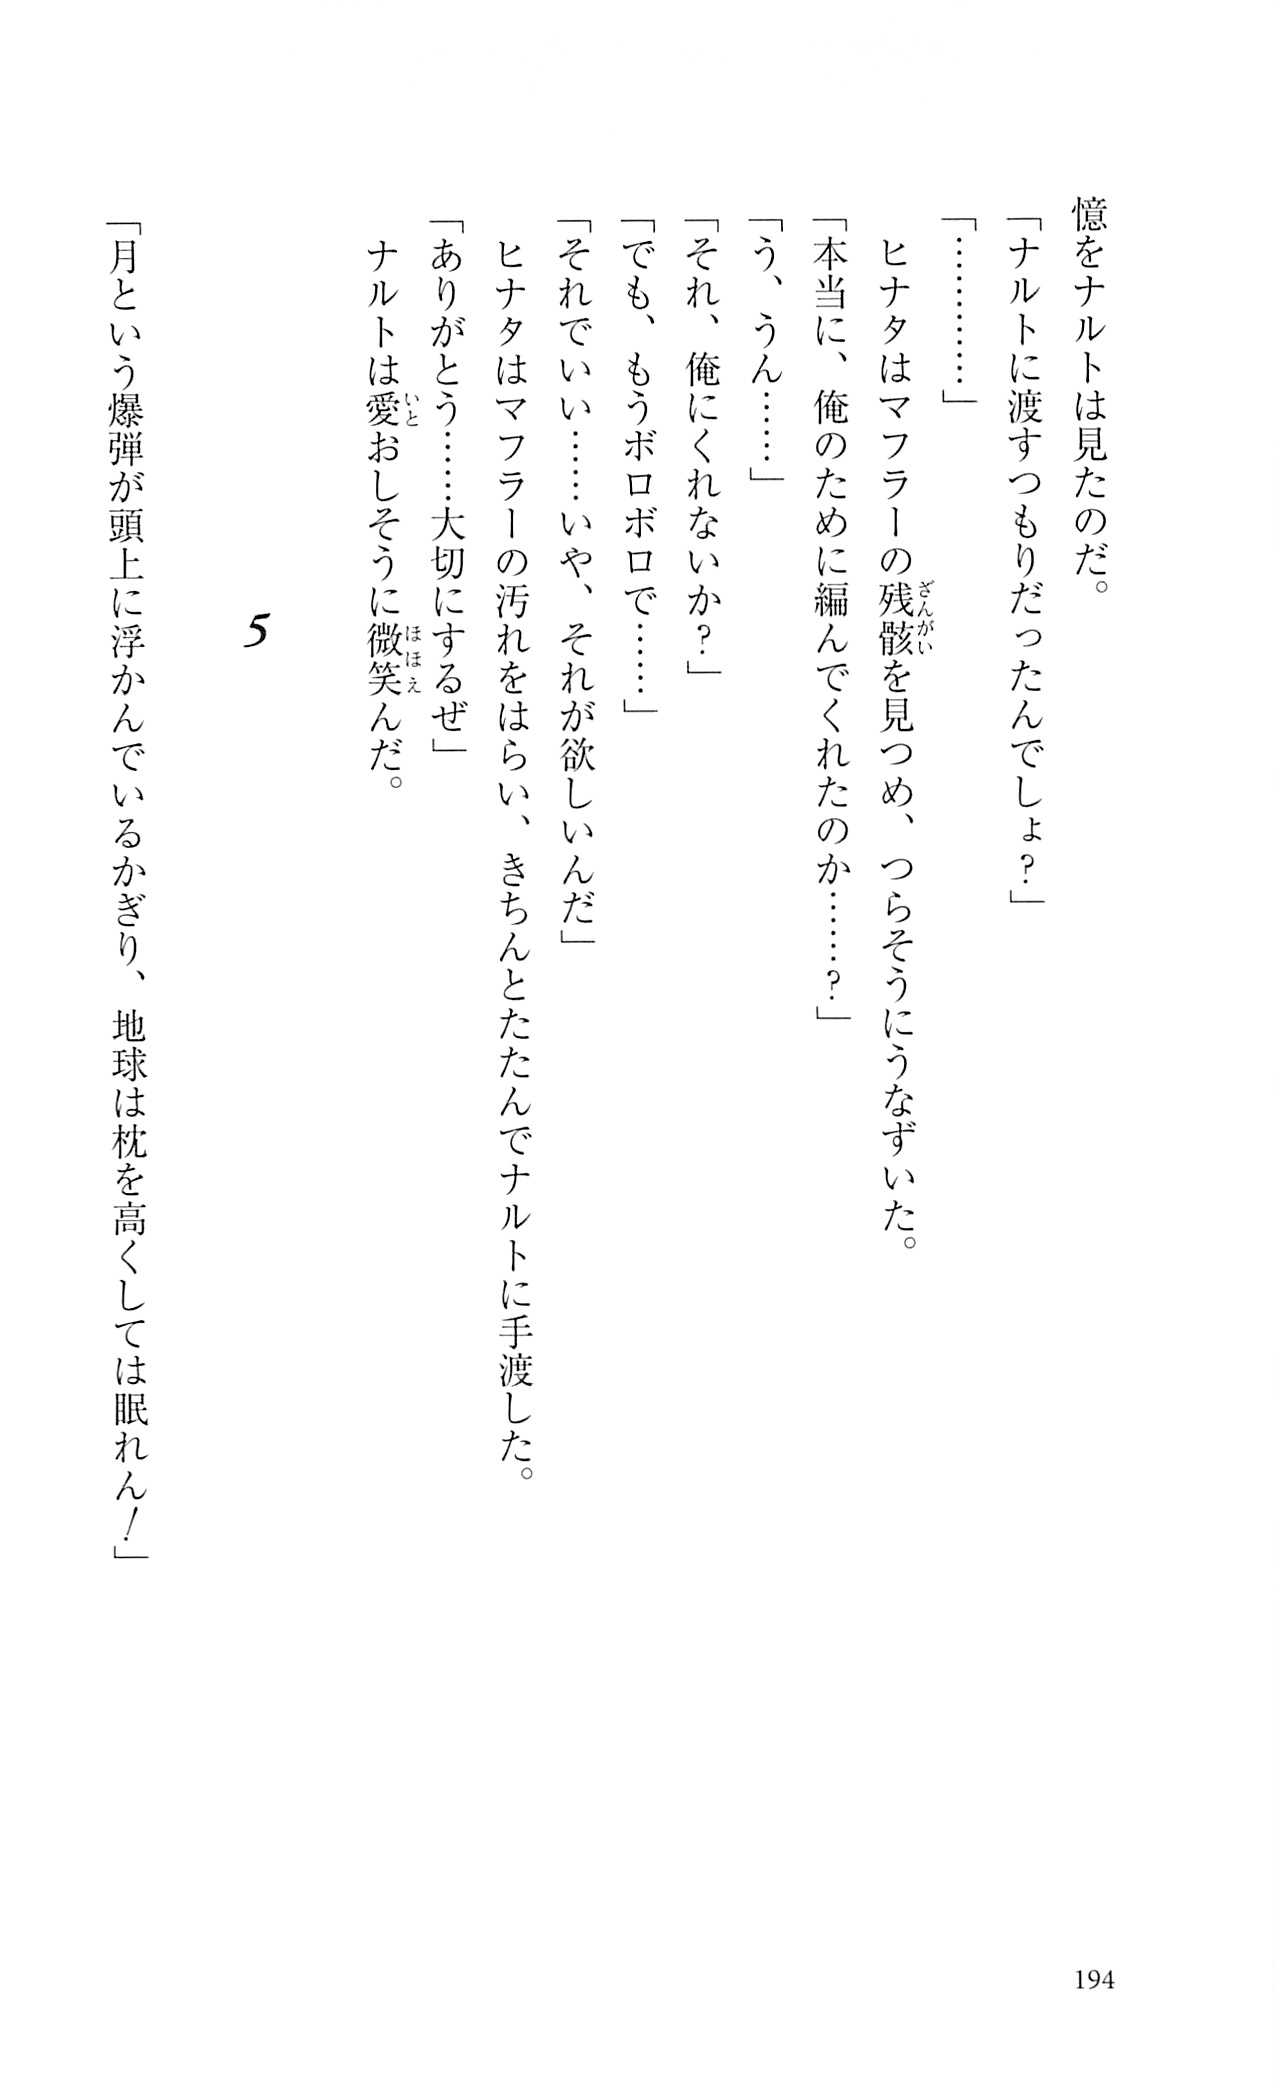 憶をナルトは見たのだ。
「ナルトに渡すつもりだったんでしょ?」
「…………」
ヒナタはマフラーの残骸を見つめ、つらそうにうなずいた。
ざんがい
「本当に、俺のために編んでくれたのか……?」
「う、うん……」
「それ、俺にくれないか?」
「でも、もうボロボロで……」
「それでいい……いや、それが欲しいんだ」
ヒナタはマフラーの汚れをはらい、きちんとたたんでナルトに手渡した。
「ありがとう……大切にするぜ」
ナルトは愛おしそうに微笑んだ。
いと
ほほえ
5
「月という爆弾が頭上に浮かんでいるかぎり、地球は枕を高くしては眠れん!」
194